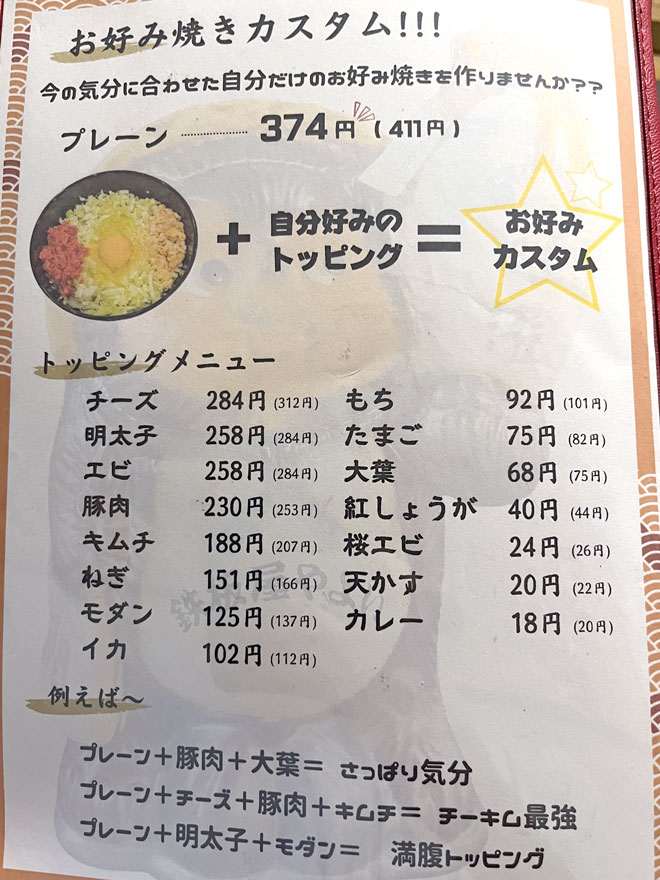 お好み焼きカスタム!!!
今の気分に合わせた自分だけのお好み焼きを作りませんか??
プレーン ………… 374円 (411円)
+ 自分好みのトッピング = お好みカスタム
トッピングメニュー
チーズ 284円 (312円) もち 92円 (101円)
明太子 258円 (284円) たまご 75円 (82円)
エビ 258円 (284円) 大葉 68円 (75円)
豚肉 230円 (253円) 紅しょうが 40円 (44円)
キムチ 188円 (207円) 桜エビ 24円 (26円)
ねぎ 151円 (166円) 天かす 20円 (22円)
モダン 125円 (137円) カレー 18円 (20円)
イカ 102円 (112円)
例えば〜
プレーン+豚肉+大葉= さっぱり気分
プレーン+チーズ+豚肉+キムチ= チーキム最強
プレーン+明太子+モダン= 満腹トッピング